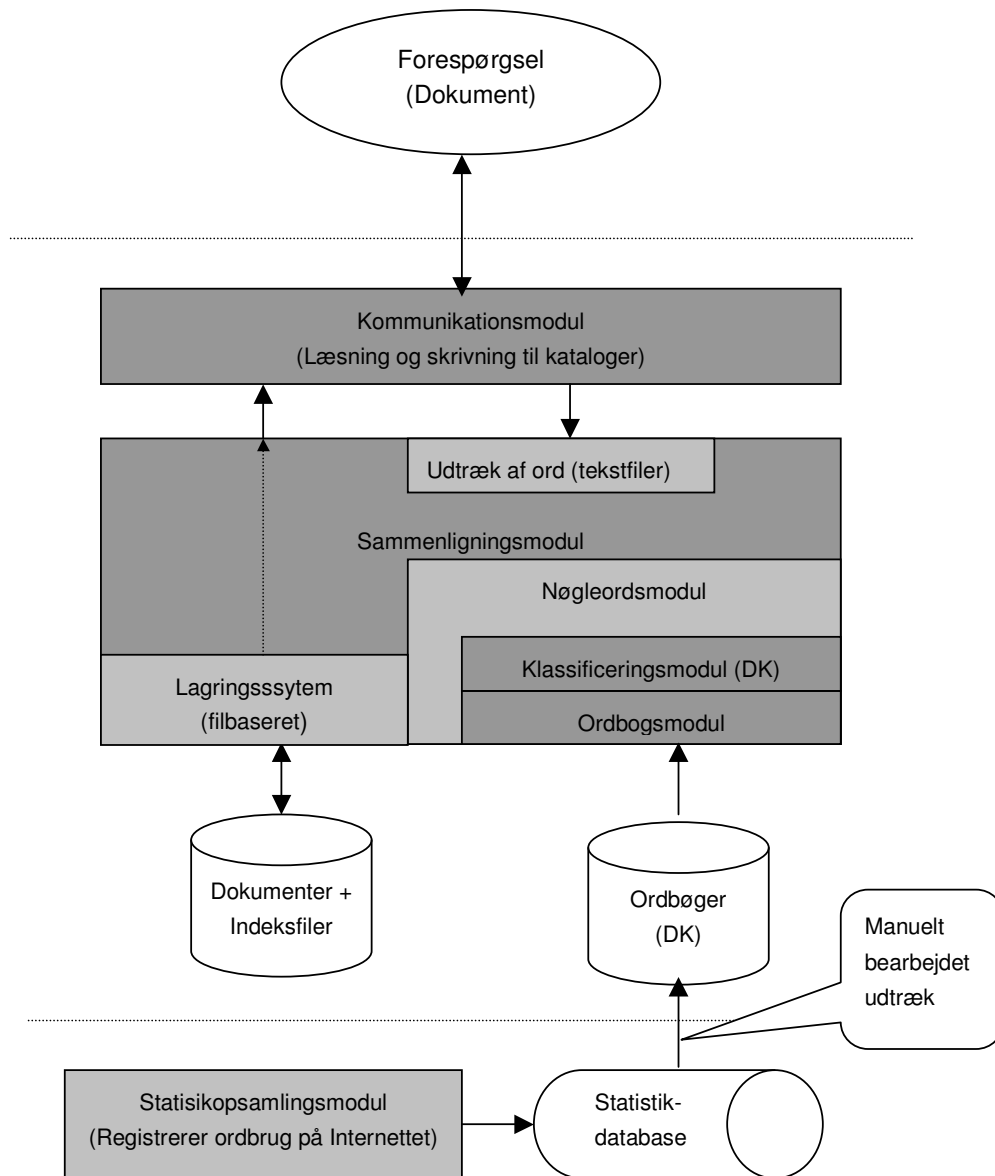 Forespørgsel
(Dokument)
Kommunikationsmodul
(Læsning og skrivning til kataloger)
Udtræk af ord (tekstfiler)
Sammenligningsmodul
Nøgleordsmodul
Klassificeringsmodul (DK)
Lagringsssytem
(filbaseret)
Ordbogsmodul
Dokumenter +
Indeksfiler
Ordbøger
(DK)
Manuelt
bearbejdet
udtræk
Statisikopsamlingsmodul
(Registrerer ordbrug på Internettet)
Statistik-
database